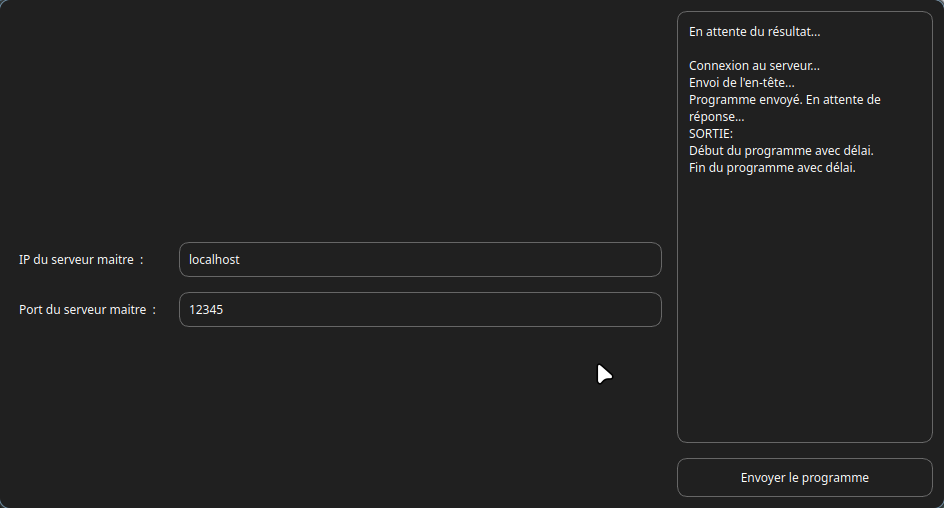 IP du serveur maitre :
localhost
Port du serveur maitre :
12345
En attente du résultat...
Connexion au serveur...
Envoi de l'en-tête...
Programme envoyé. En attente de
réponse...
SORTIE:
Début du programme avec délai.
Fin du programme avec délai.
Envoyer le programme